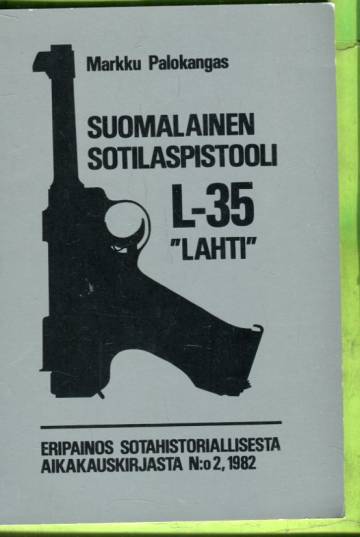 Markku Palokangas
SUOMALAINEN
SOTILASPISTOOLI
L-35
"LAHTI"
ERIPAINOS SOTAHISTORIALLISESTA
AIKAKAUSKIRJASTA N:o 2, 1982